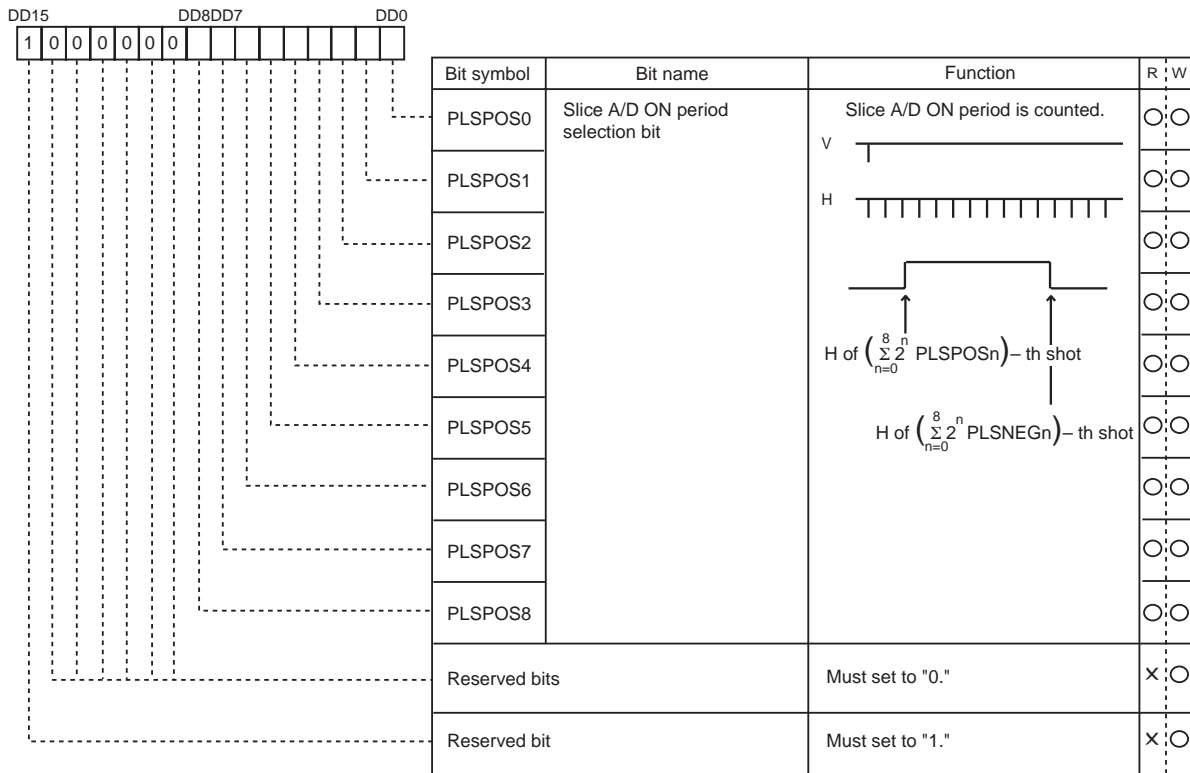 DD15 DD8DD7 DD0
1 0 0 0 0 0 0
Bit symbol Bit name Function R W
PLSPOS0 Slice A/D ON period selection bit Slice A/D ON period is counted.
V
PLSPOS1
H
PLSPOS2
PLSPOS3
PLSPOS4 H of ( 8 Σ n=0 2 n PLSPOSn)– th shot
PLSPOS5 H of ( 8 Σ n=0 2 n PLSNEGn)– th shot
PLSPOS6
PLSPOS7
PLSPOS8
Reserved bits Must set to "0."
Reserved bit Must set to "1."